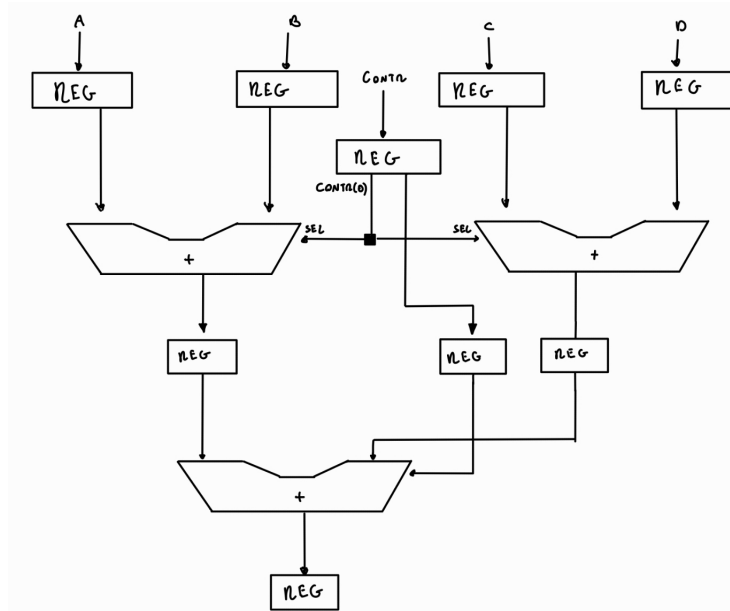 A
B
C
D
REG
REG
CONTR
REG
REG
REG
CONTR(0)
SEL
SEL
+
+
REG
REG
REG
+
REG